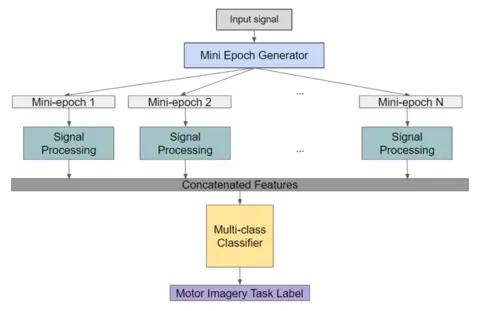 Input signal
Mini Epoch Generator
Mini-epoch 1
Mini-epoch 2
...
Mini-epoch N
Signal
Processing
Signal
Processing
...
Signal
Processing
Concatenated Features
Multi-class
Classifier
Motor Imagery Task Label